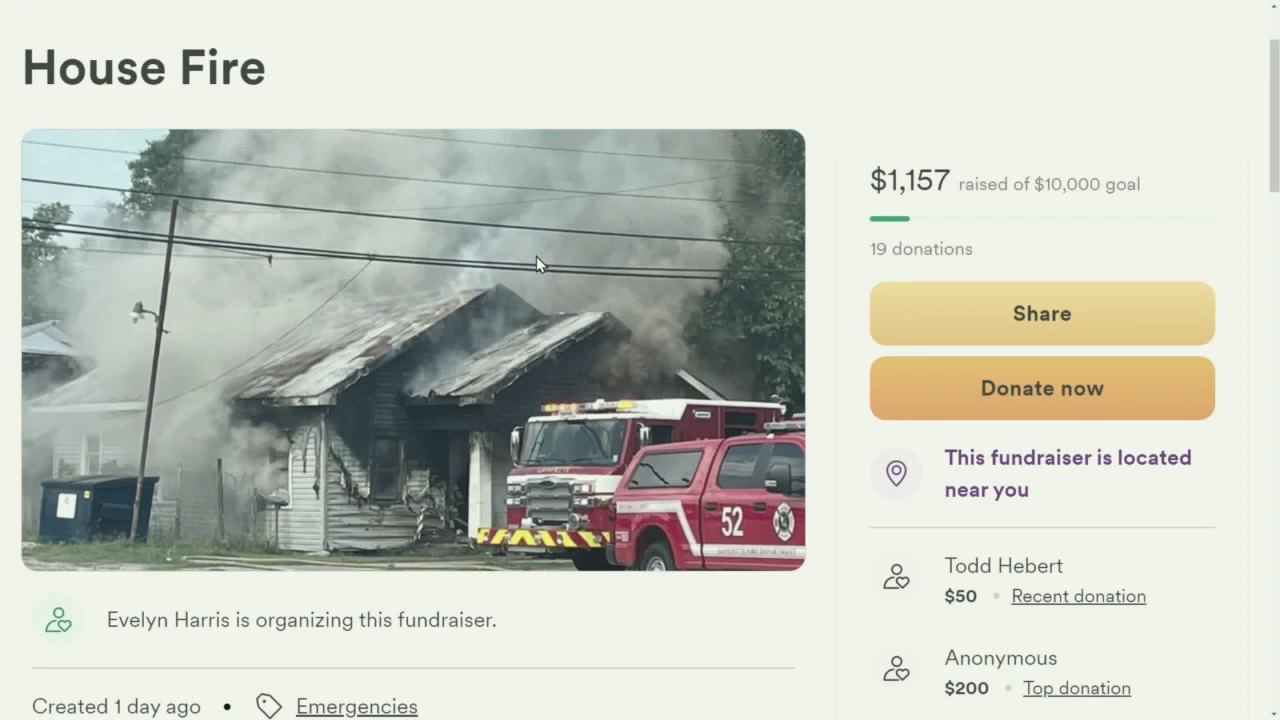 House Fire
52
$1,157 raised of $10,000 goal
19 donations
Share
Donate now
This fundraiser is located
near you
Todd Hebert
$50 • Recent donation
Anonymous
$200 • Top donation
Evelyn Harris is organizing this fundraiser.
Created 1 day ago • Emergencies